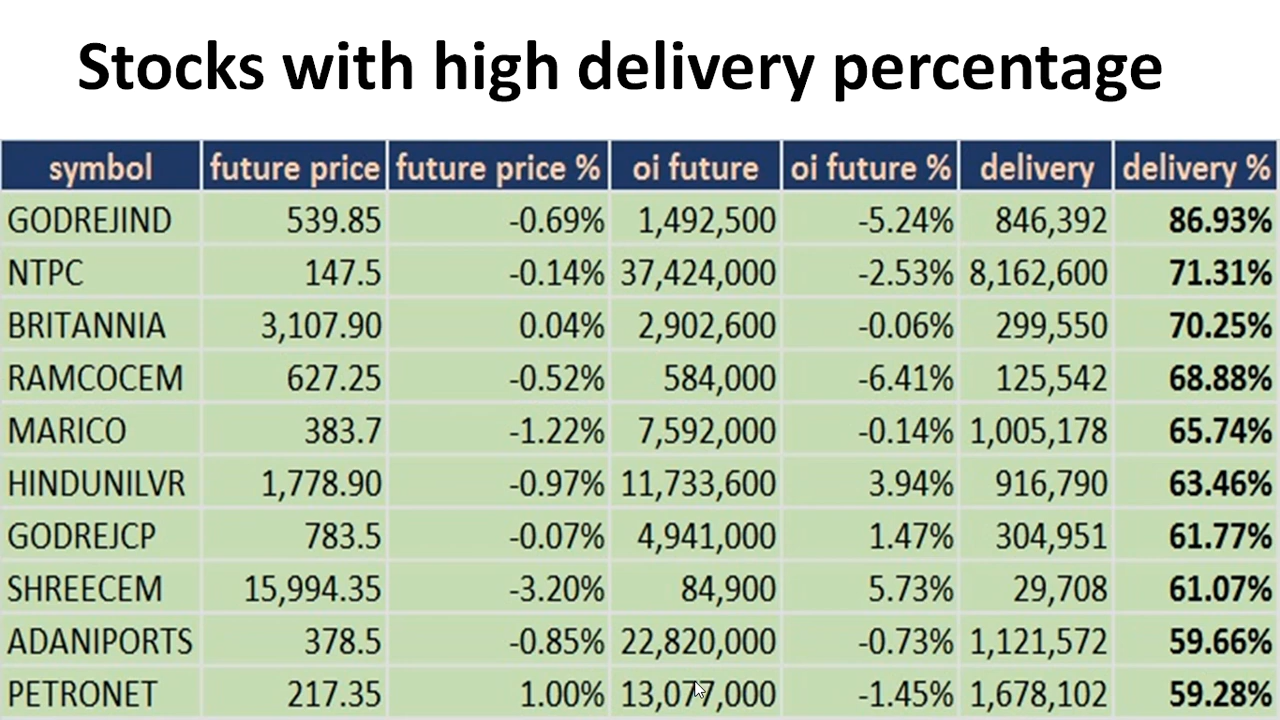 Stocks with high delivery percentage
symbol future price future price % oi future oi future % delivery delivery %
GODREJIND 539.85 -0.69% 1,492,500 -5.24% 846,392 86.93%
NTPC 147.5 -0.14% 37,424,000 -2.53% 8,162,600 71.31%
BRITANNIA 3,107.90 0.04% 2,902,600 -0.06% 299,550 70.25%
RAMCOCEM 627.25 -0.52% 584,000 -6.41% 125,542 68.88%
MARICO 383.7 -1.22% 7,592,000 -0.14% 1,005,178 65.74%
HINDUNILVR 1,778.90 -0.97% 11,733,600 3.94% 916,790 63.46%
GODREJCP 783.5 -0.07% 4,941,000 1.47% 304,951 61.77%
SHREECEM 15,994.35 -3.20% 84,900 5.73% 29,708 61.07%
ADANIPORTS 378.5 -0.85% 22,820,000 -0.73% 1,121,572 59.66%
PETRONET 217.35 1.00% 13,077,000 -1.45% 1,678,102 59.28%